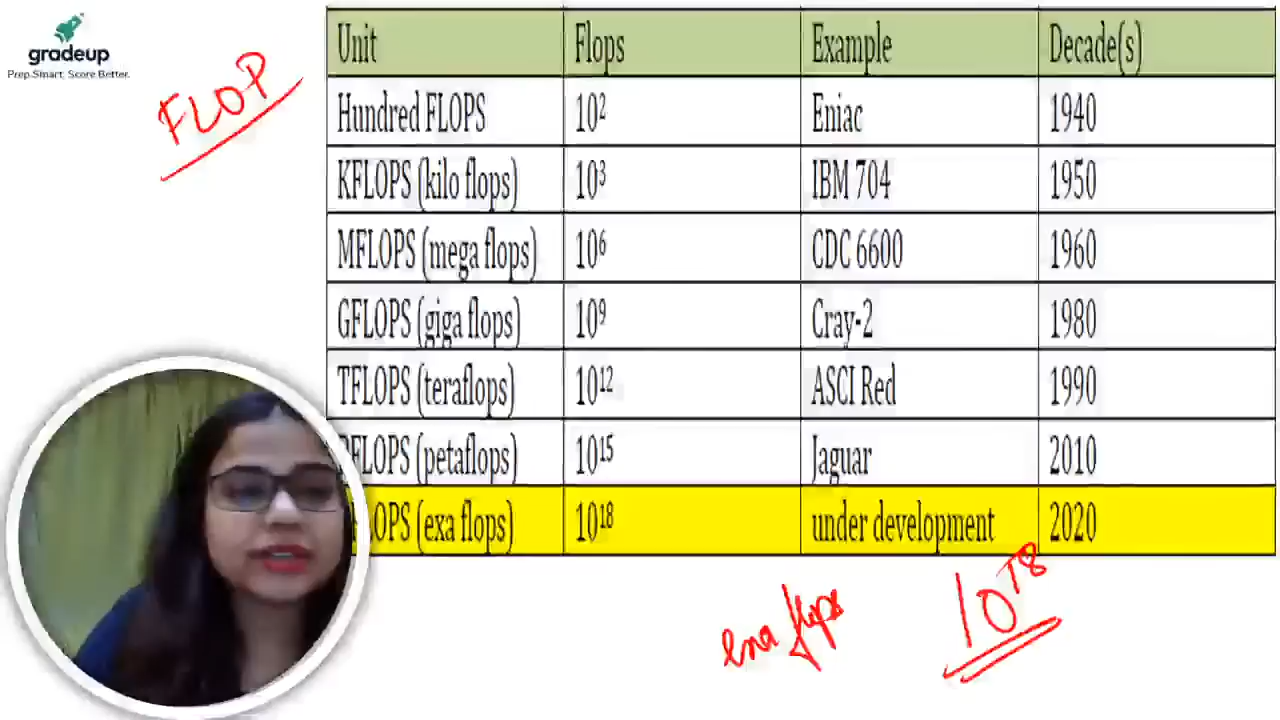 gradeup
Prep.Smart. Score Better.
FLOP
Unit Flops Example Decade(s)
Hundred FLOPS 10² Eniac 1940
KFLOPS (kilo flops) 10³ IBM 704 1950
MFLOPS (mega flops) 10⁶ CDC 6600 1960
GFLOPS (giga flops) 10⁹ Cray-2 1980
TFLOPS (teraflops) 10¹² ASCI Red 1990
(petaflops) 10¹⁵ Jaguar 2010
(exa flops) 10¹⁸ under development 2020
exa flops 10¹⁸